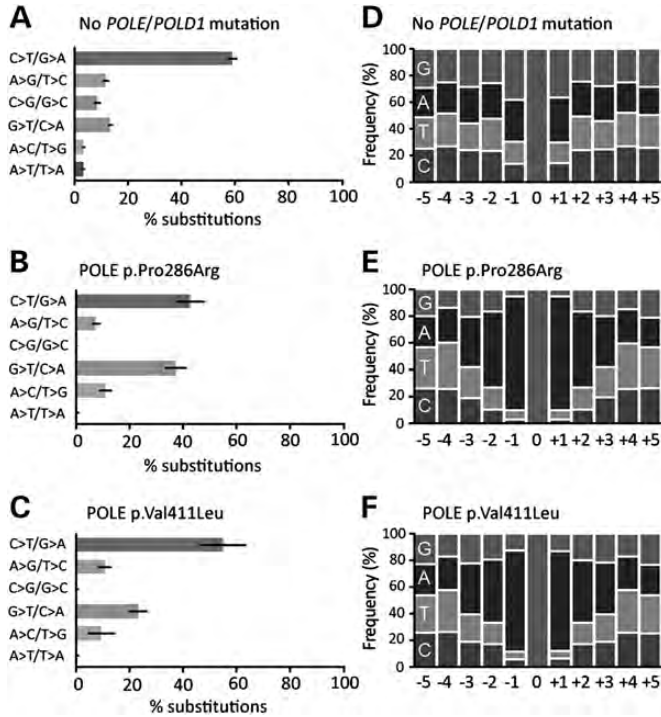 A
No POLE/POLD1 mutation
C>T/G>A
A>G/T>C
C>G/G>C
G>T/C>A
A>C/T>G
A>T/T>A
0 20 40 60 80 100
% substitutions
D
No POLE/POLD1 mutation
Frequency (%)
100
80
60
40
20
0
G
A
T
C
-5 -4 -3 -2 -1 0 +1 +2 +3 +4 +5
B
POLE p.Pro286Arg
C>T/G>A
A>G/T>C
C>G/G>C
G>T/C>A
A>C/T>G
A>T/T>A
0 20 40 60 80 100
% substitutions
E
POLE p.Pro286Arg
Frequency (%)
100
80
60
40
20
0
G
A
T
C
-5 -4 -3 -2 -1 0 +1 +2 +3 +4 +5
C
POLE p.Val411Leu
C>T/G>A
A>G/T>C
C>G/G>C
G>T/C>A
A>C/T>G
A>T/T>A
0 20 40 60 80 100
% substitutions
F
POLE p.Val411Leu
Frequency (%)
100
80
60
40
20
0
G
A
T
C
-5 -4 -3 -2 -1 0 +1 +2 +3 +4 +5